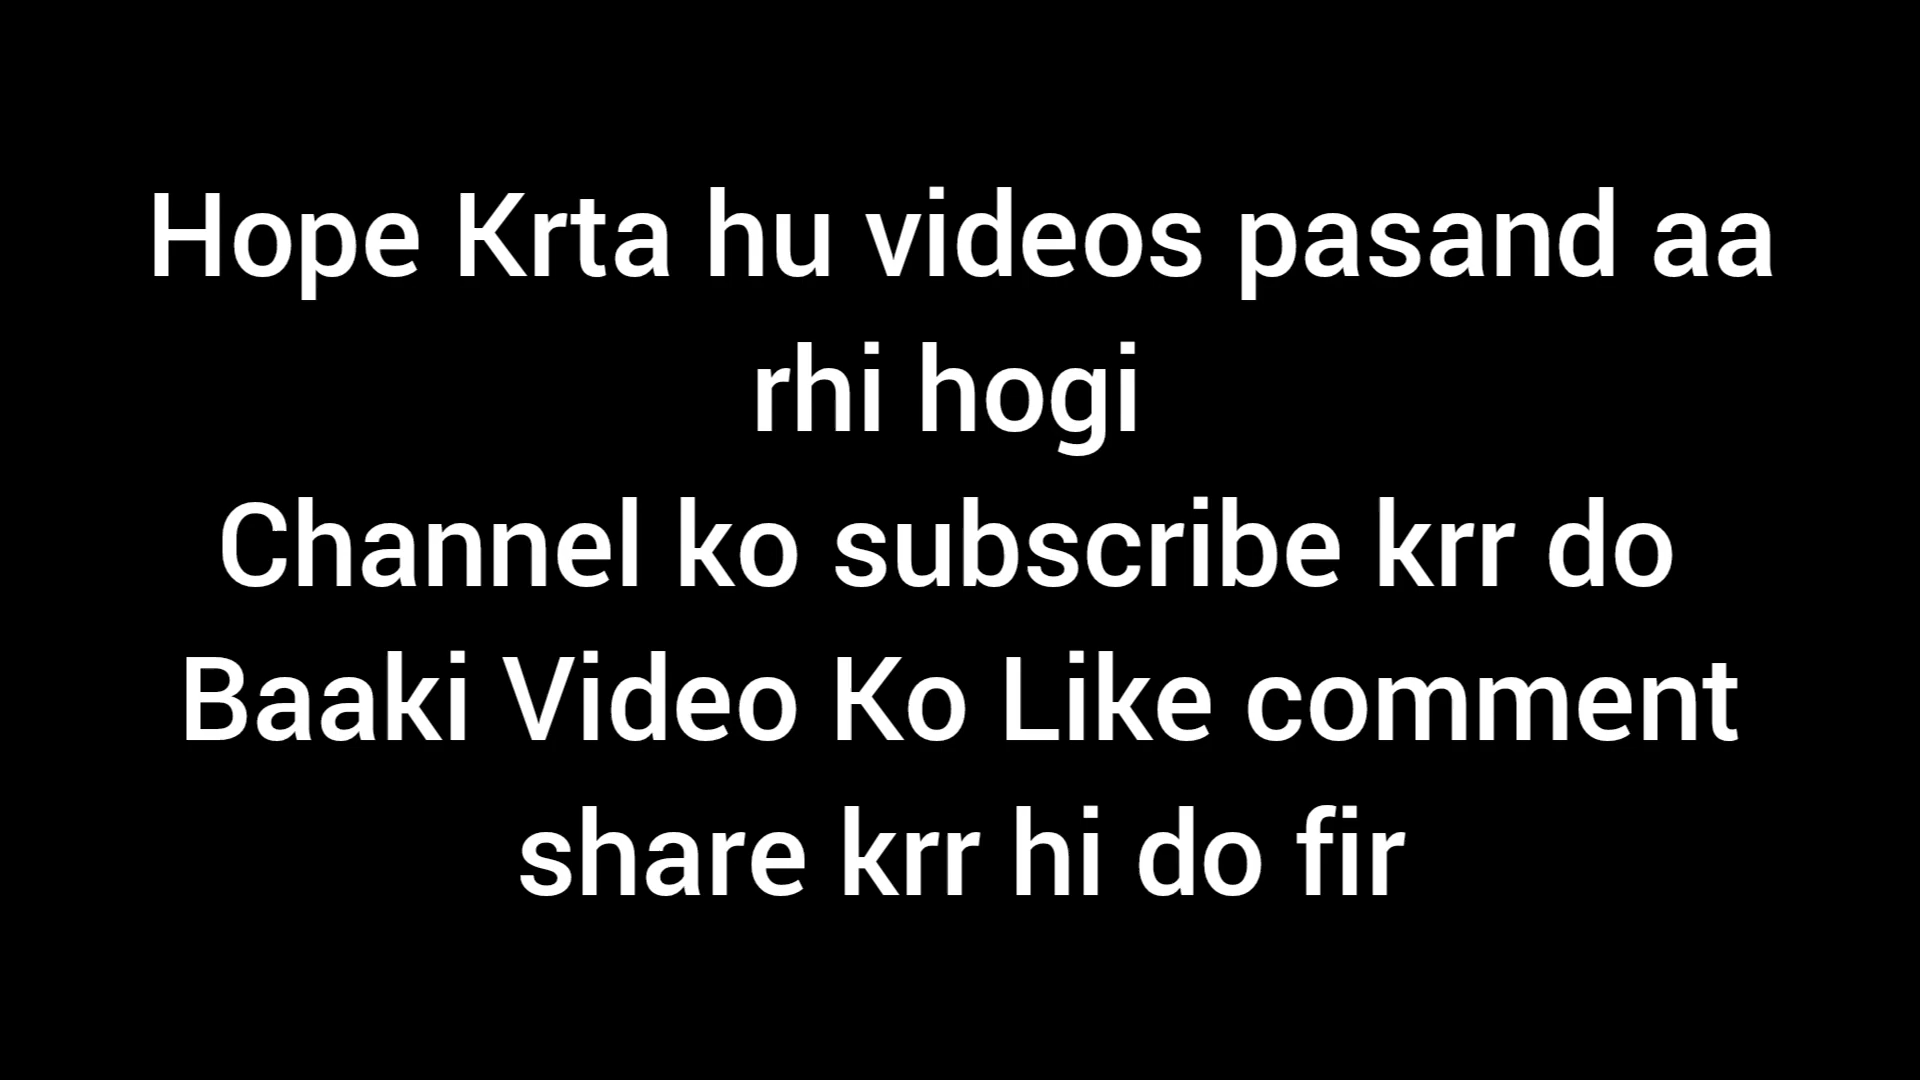 Hope Krta hu videos pasand aa
rhi hogi
Channel ko subscribe krr do
Baaki Video Ko Like comment
share krr hi do fir